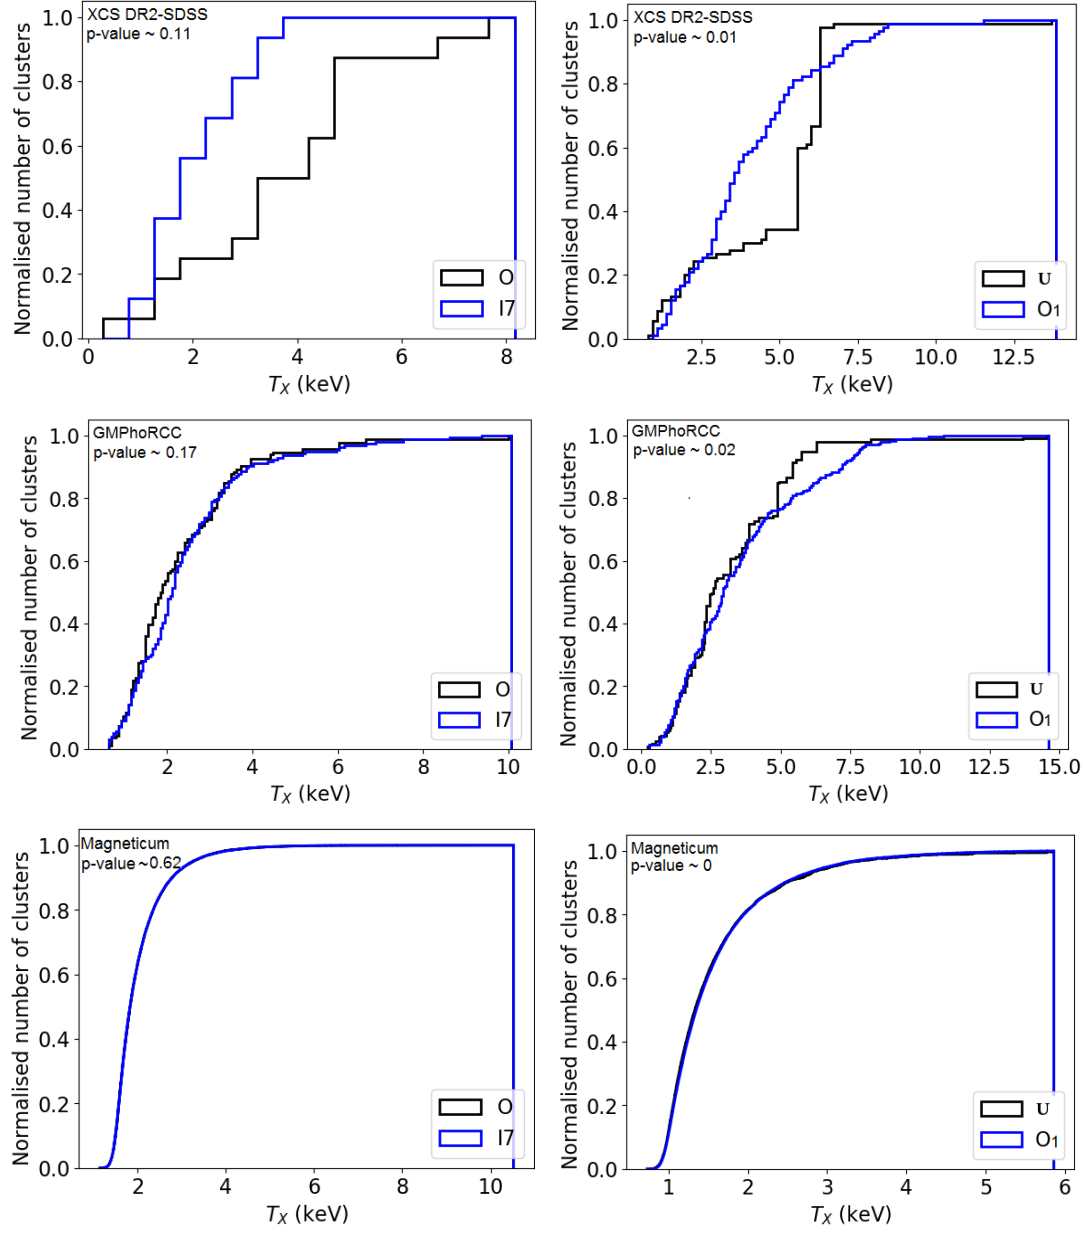 XCS DR2-SDSS
p-value ~ 0.11
Normalised number of clusters
1.0
0.8
0.6
0.4
0.2
0.0
0 2 4 6 8
T_X (keV)
O
I7
XCS DR2-SDSS
p-value ~ 0.01
Normalised number of clusters
1.0
0.8
0.6
0.4
0.2
0.0
2.5 5.0 7.5 10.0 12.5
T_X (keV)
U
O1
GMPhoRCC
p-value ~ 0.17
Normalised number of clusters
1.0
0.8
0.6
0.4
0.2
0.0
2 4 6 8 10
T_X (keV)
O
I7
GMPhoRCC
p-value ~ 0.02
Normalised number of clusters
1.0
0.8
0.6
0.4
0.2
0.0
0.0 2.5 5.0 7.5 10.0 12.5 15.0
T_X (keV)
U
O1
Magneticum
p-value ~0.62
Normalised number of clusters
1.0
0.8
0.6
0.4
0.2
0.0
2 4 6 8 10
T_X (keV)
O
I7
Magneticum
p-value ~ 0
Normalised number of clusters
1.0
0.8
0.6
0.4
0.2
0.0
1 2 3 4 5 6
T_X (keV)
U
O1